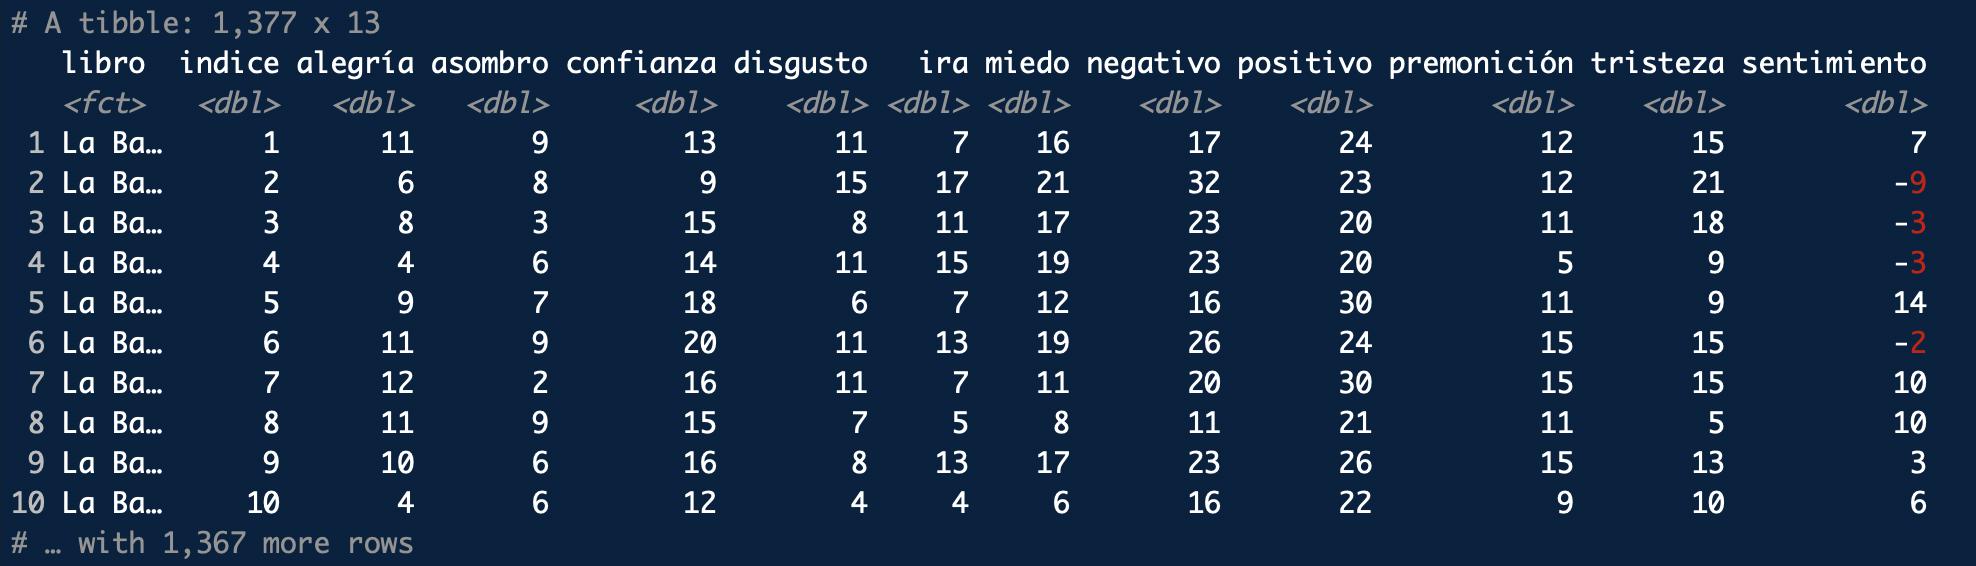 # A tibble: 1,377 x 13
libro indice alegría asombro confianza disgusto ira miedo negativo positivo premonición tristeza sentimiento
<fct> <dbl> <dbl> <dbl> <dbl> <dbl> <dbl> <dbl> <dbl> <dbl> <dbl> <dbl> <dbl>
1 La Ba… 1 11 9 13 11 7 16 17 24 12 15 7
2 La Ba… 2 6 8 9 15 17 21 32 23 12 21 -9
3 La Ba… 3 8 3 15 8 11 17 23 20 11 18 -3
4 La Ba… 4 4 6 14 11 15 19 23 20 5 9 -3
5 La Ba… 5 9 7 18 6 7 12 16 30 11 9 14
6 La Ba… 6 11 9 20 11 13 19 26 24 15 15 -2
7 La Ba… 7 12 2 16 11 7 11 20 30 15 15 10
8 La Ba… 8 11 9 15 7 5 8 11 21 11 5 10
9 La Ba… 9 10 6 16 8 13 17 23 26 15 13 3
10 La Ba… 10 4 6 12 4 4 6 16 22 9 10 6
# … with 1,367 more rows